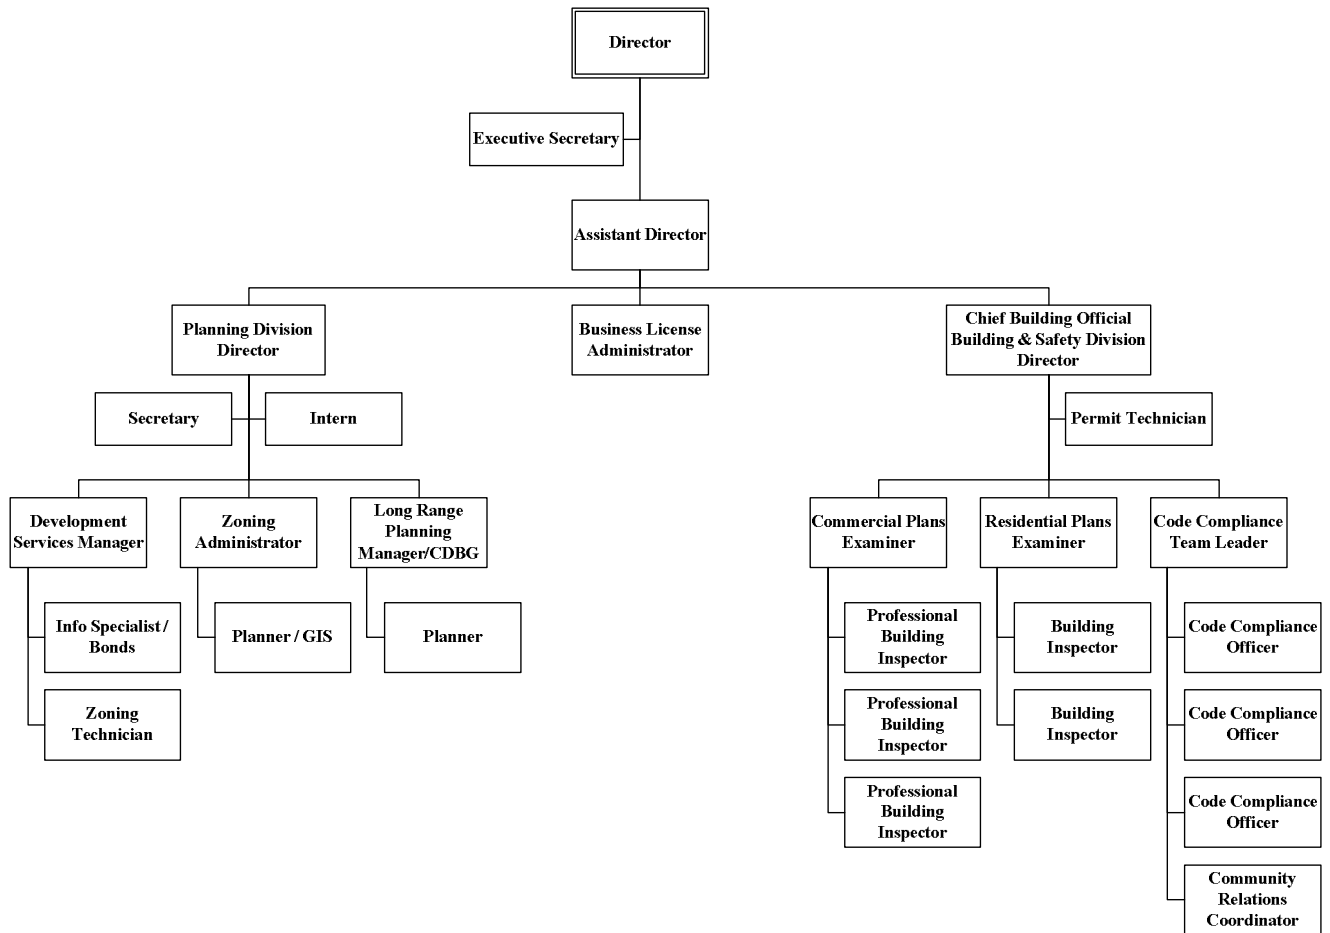 Director
Executive Secretary
Assistant Director
Planning Division
Director
Business License
Administrator
Chief Building Official
Building & Safety Division
Director
Secretary
Intern
Permit Technician
Development
Services Manager
Zoning
Administrator
Long Range
Planning
Manager/CDBG
Commercial Plans
Examiner
Residential Plans
Examiner
Code Compliance
Team Leader
Info Specialist /
Bonds
Planner / GIS
Planner
Professional
Building
Inspector
Building
Inspector
Code Compliance
Officer
Zoning
Technician
Professional
Building
Inspector
Building
Inspector
Code Compliance
Officer
Professional
Building
Inspector
Code Compliance
Officer
Community
Relations
Coordinator